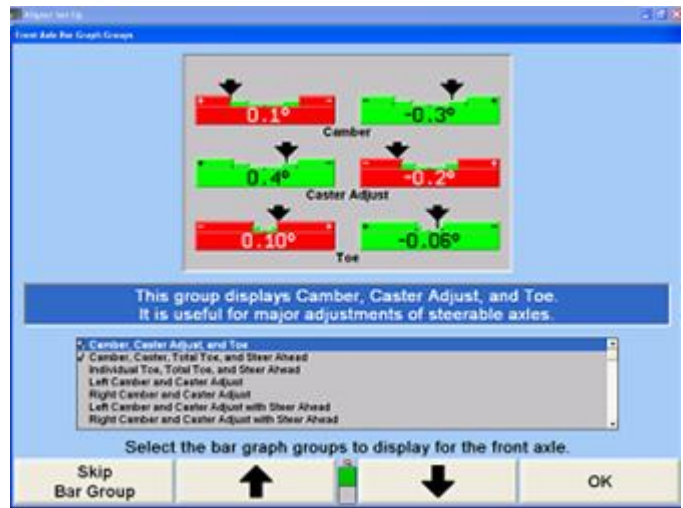 Front Axle Bar Graph Groups
0.1° -0.3°
Camber
0.4° -0.2°
Caster Adjust
0.10° -0.06°
Toe
This group displays Camber, Caster Adjust, and Toe.
It is useful for major adjustments of steerable axles.
Camber, Caster Adjust, and Toe
Camber, Caster, Total Toe, and Steer Ahead
Individual Toe, Total Toe, and Steer Ahead
Left Camber and Caster Adjust
Right Camber and Caster Adjust
Left Camber and Caster Adjust with Steer Ahead
Right Camber and Caster Adjust with Steer Ahead
Select the bar graph groups to display for the front axle.
Skip
Bar Group
OK